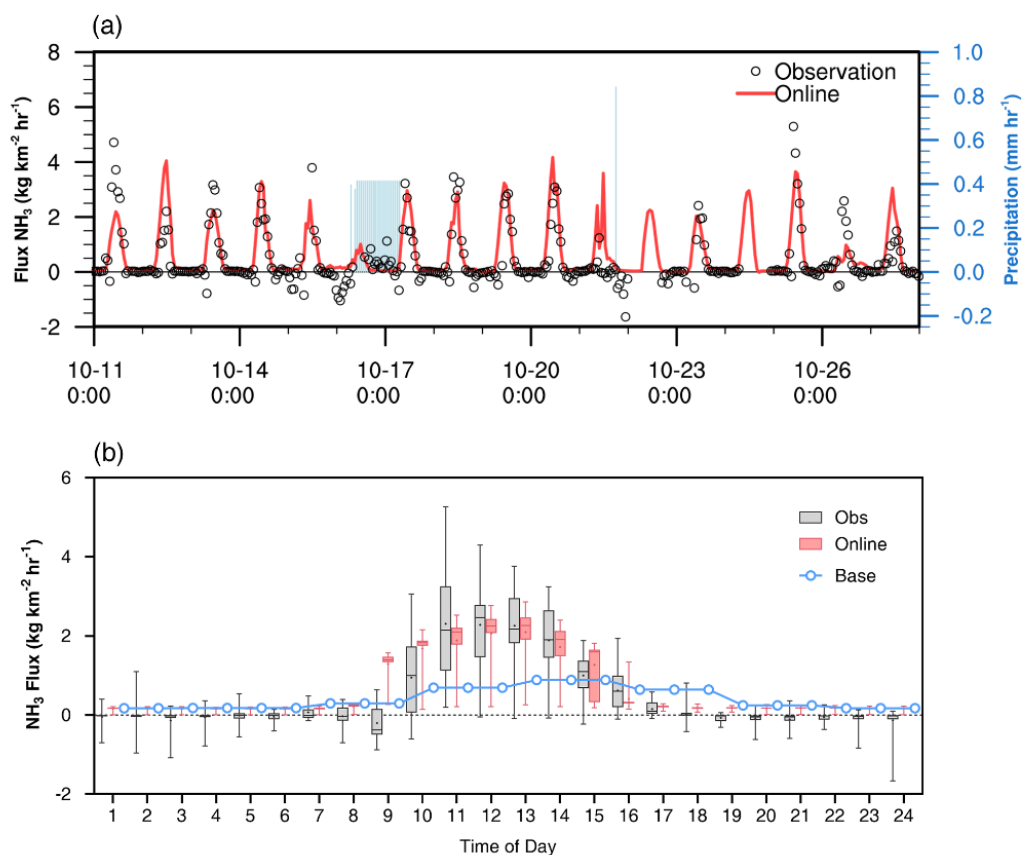 (a)
8
6
4
2
0
-2
Flux NH₃ (kg km⁻² hr⁻¹)
Observation
Online
1.0
0.8
0.6
0.4
0.2
0.0
-0.2
Precipitation (mm hr⁻¹)
10-11 10-14 10-17 10-20 10-23 10-26
0:00 0:00 0:00 0:00 0:00 0:00
(b)
6
4
2
0
-2
NH₃ Flux (kg km⁻² hr⁻¹)
Obs
Online
Base
1 2 3 4 5 6 7 8 9 10 11 12 13 14 15 16 17 18 19 20 21 22 23 24
Time of Day